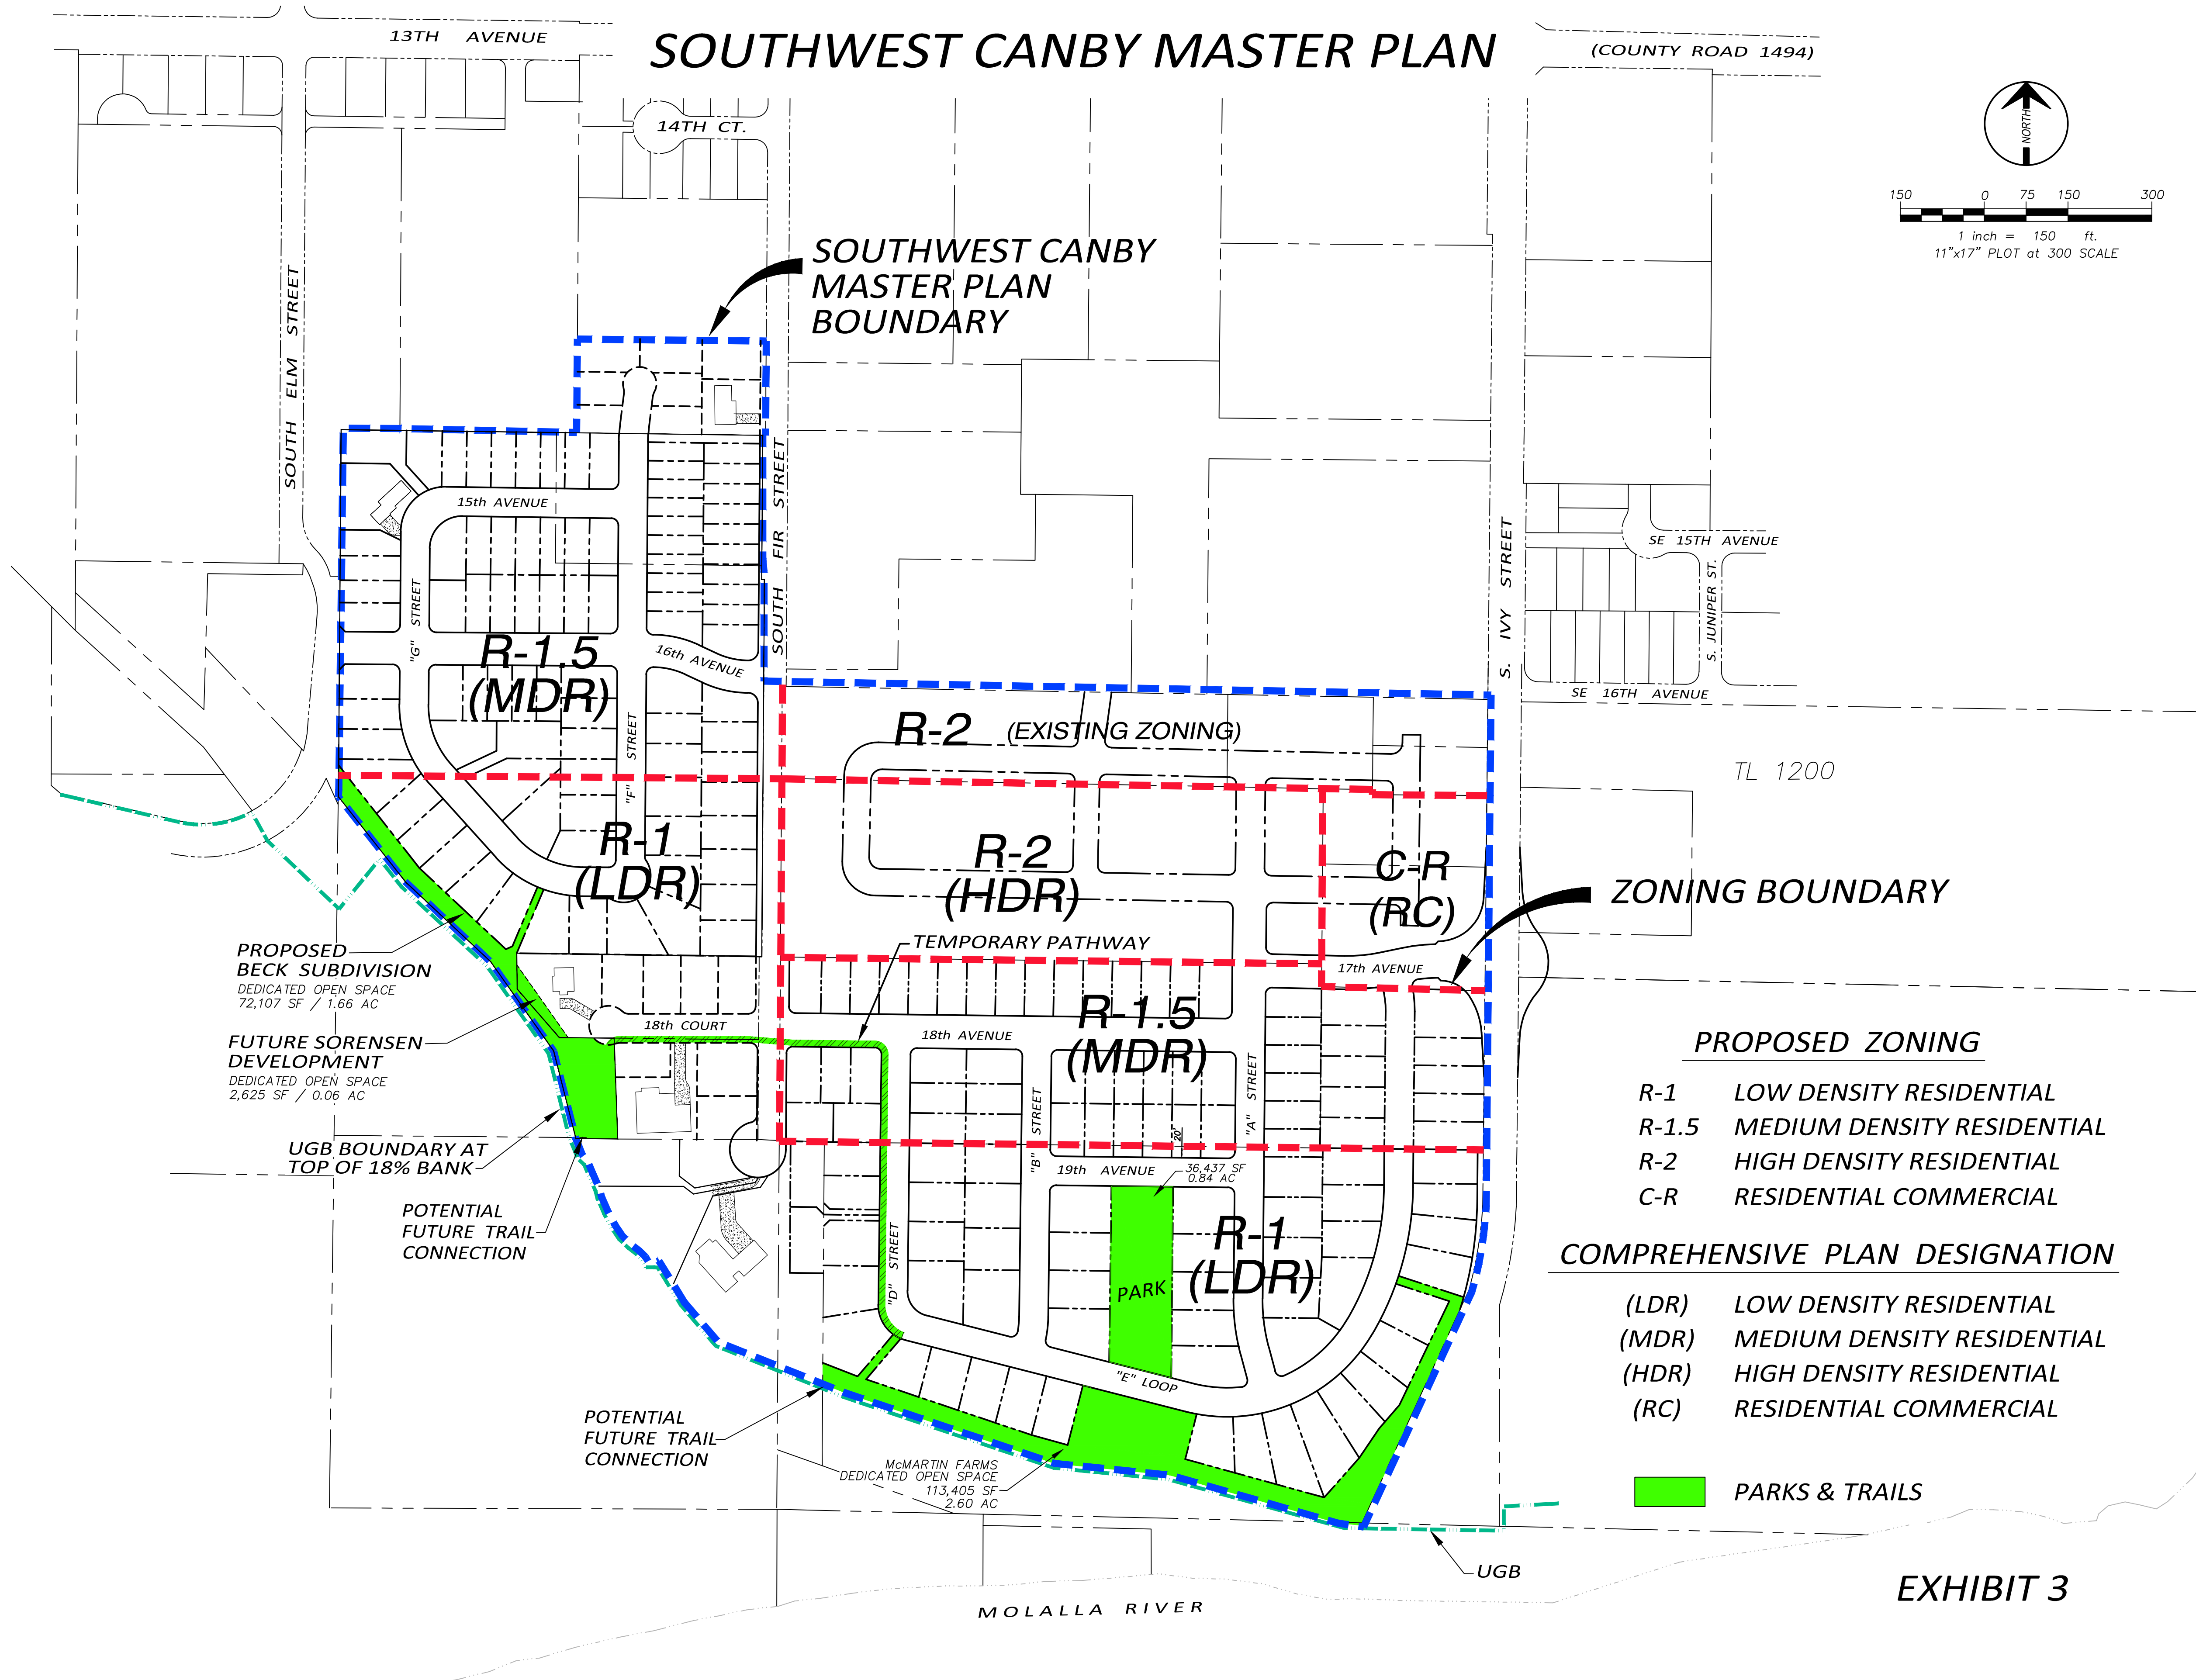 SOUTHWEST CANBY MASTER PLAN
13TH AVENUE
(COUNTY ROAD 1494)
14TH CT.
NORTH
150 0 75 150 300
1 inch = 150 ft.
11"x17" PLOT at 300 SCALE
SOUTHWEST CANBY
MASTER PLAN
BOUNDARY
SOUTH ELM STREET
SOUTH FIR STREET
S. IVY STREET
15th AVENUE
"G" STREET
SE 15TH AVENUE
S. JUNIPER ST.
SE 16TH AVENUE
R-1.5
(MDR)
16th AVENUE
"F" STREET
R-2 (EXISTING ZONING)
TL 1200
R-1
(LDR)
R-2
(HDR)
C-R
(RC)
ZONING BOUNDARY
TEMPORARY PATHWAY
17th AVENUE
PROPOSED
BECK SUBDIVISION
DEDICATED OPEN SPACE
72,107 SF / 1.66 AC
FUTURE SORENSEN
DEVELOPMENT
DEDICATED OPEN SPACE
2,625 SF / 0.06 AC
18th COURT
18th AVENUE
R-1.5
(MDR)
"B" STREET
"A" STREET
20'
UGB BOUNDARY AT
TOP OF 18% BANK
19th AVENUE
36,437 SF
0.84 AC
POTENTIAL
FUTURE TRAIL
CONNECTION
"D" STREET
R-1
(LDR)
PARK
"E" LOOP
POTENTIAL
FUTURE TRAIL
CONNECTION
McMARTIN FARMS
DEDICATED OPEN SPACE
113,405 SF
2.60 AC
PROPOSED ZONING
R-1 LOW DENSITY RESIDENTIAL
R-1.5 MEDIUM DENSITY RESIDENTIAL
R-2 HIGH DENSITY RESIDENTIAL
C-R RESIDENTIAL COMMERCIAL
COMPREHENSIVE PLAN DESIGNATION
(LDR) LOW DENSITY RESIDENTIAL
(MDR) MEDIUM DENSITY RESIDENTIAL
(HDR) HIGH DENSITY RESIDENTIAL
(RC) RESIDENTIAL COMMERCIAL
PARKS & TRAILS
UGB
MOLALLA RIVER
EXHIBIT 3